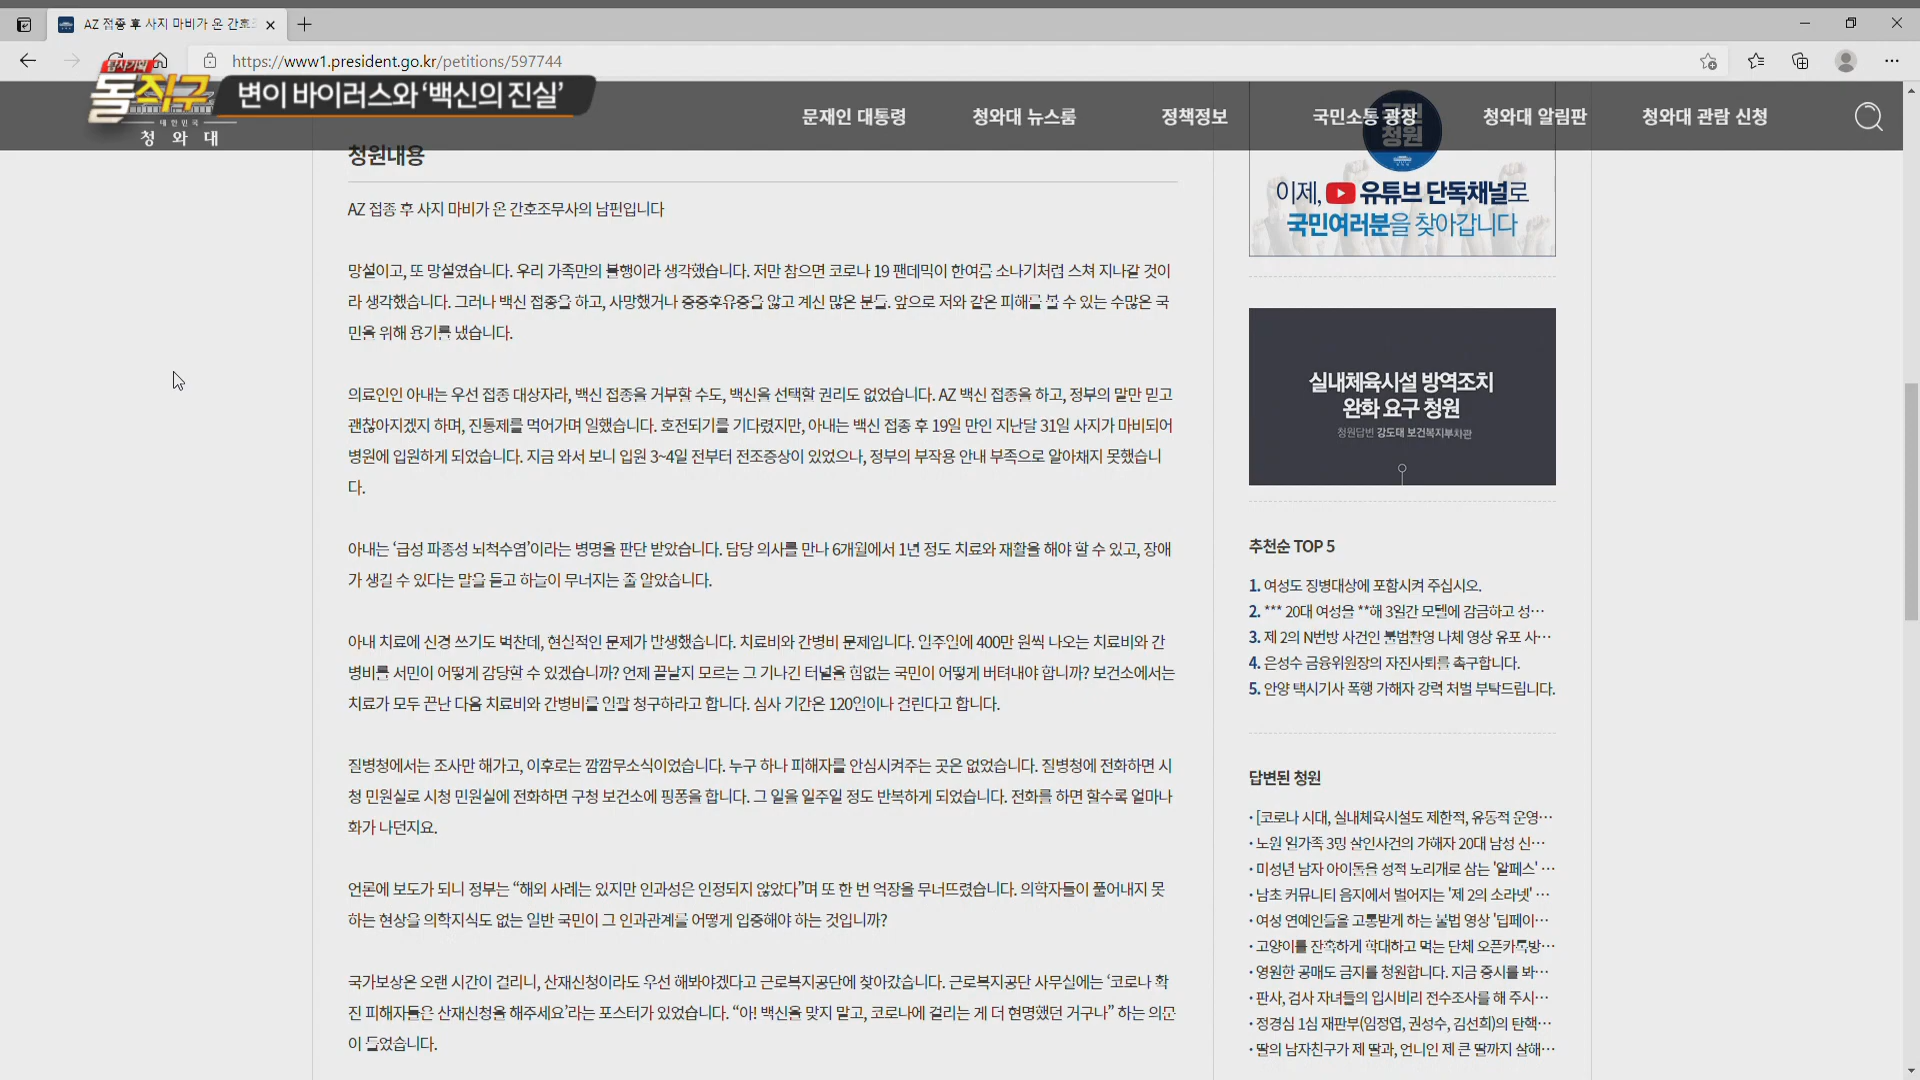 AZ 접종 후 사지 마비가 온 간호조
https://www1.president.go.kr/petitions/597744
돌직구
변이 바이러스와 ‘백신의 진실’
대한민국
청와대
문재인 대통령
청와대 뉴스룸
정책정보
국민소통 광장
청와대 알림판
청와대 관람 신청
청원내용
AZ 접종 후 사지 마비가 온 간호조무사의 남편입니다
망설이고, 또 망설였습니다. 우리 가족만의 불행이라 생각했습니다. 저만 참으면 코로나 19 팬데믹이 한여름 소나기처럼 스쳐 지나갈 것이
라 생각했습니다. 그러나 백신 접종을 하고, 사망했거나 중증후유증을 앓고 계신 많은 분들. 앞으로 저와 같은 피해를 볼 수 있는 수많은 국
민을 위해 용기를 냈습니다.
의료인인 아내는 우선 접종 대상자라, 백신 접종을 거부할 수도, 백신을 선택할 권리도 없었습니다. AZ 백신 접종을 하고, 정부의 말만 믿고
괜찮아지겠지 하며, 진통제를 먹어가며 일했습니다. 호전되기를 기다렸지만, 아내는 백신 접종 후 19일 만인 지난달 31일 사지가 마비되어
병원에 입원하게 되었습니다. 지금 와서 보니 입원 3~4일 전부터 전조증상이 있었으나, 정부의 부작용 안내 부족으로 알아채지 못했습니
다.
아내는 ‘급성 파종성 뇌척수염’이라는 병명을 판단 받았습니다. 담당 의사를 만나 6개월에서 1년 정도 치료와 재활을 해야 할 수 있고, 장애
가 생길 수 있다는 말을 듣고 하늘이 무너지는 줄 알았습니다.
아내 치료에 신경 쓰기도 벅찬데, 현실적인 문제가 발생했습니다. 치료비와 간병비 문제입니다. 일주일에 400만 원씩 나오는 치료비와 간
병비를 서민이 어떻게 감당할 수 있겠습니까? 언제 끝날지 모르는 그 기나긴 터널을 힘없는 국민이 어떻게 버텨내야 합니까? 보건소에서는
치료가 모두 끝난 다음 치료비와 간병비를 일괄 청구하라고 합니다. 심사 기간은 120일이나 걸린다고 합니다.
질병청에서는 조사만 해가고, 이후로는 깜깜무소식이었습니다. 누구 하나 피해자를 안심시켜주는 곳은 없었습니다. 질병청에 전화하면 시
청 민원실로 시청 민원실에 전화하면 구청 보건소에 핑퐁을 합니다. 그 일을 일주일 정도 반복하게 되었습니다. 전화를 하면 할수록 얼마나
화가 나던지요.
언론에 보도가 되니 정부는 “해외 사례는 있지만 인과성은 인정되지 않았다”며 또 한 번 억장을 무너뜨렸습니다. 의학자들이 풀어내지 못
하는 현상을 의학지식도 없는 일반 국민이 그 인과관계를 어떻게 입증해야 하는 것입니까?
국가보상은 오랜 시간이 걸리니, 산재신청이라도 우선 해봐야겠다고 근로복지공단에 찾아갔습니다. 근로복지공단 사무실에는 ‘코로나 확
진 피해자들은 산재신청을 해주세요’라는 포스터가 있었습니다. “아! 백신을 맞지 말고, 코로나에 걸리는 게 더 현명했던 거구나” 하는 의문
이 들었습니다.
국민
청원
이제, 유튜브 단독채널로
국민여러분을 찾아갑니다
실내체육시설 방역조치
완화 요구 청원
청원답변 강도태 보건복지부차관
추천순 TOP 5
1. 여성도 징병대상에 포함시켜 주십시오.
2. *** 20대 여성을 **해 3일간 모텔에 감금하고 성…
3. 제 2의 N번방 사건인 불법촬영 나체 영상 유포 사…
4. 은성수 금융위원장의 자진사퇴를 촉구합니다.
5. 안양 택시기사 폭행 가해자 강력 처벌 부탁드립니다.
답변된 청원
· [코로나 시대, 실내체육시설도 제한적, 유동적 운영…
· 노원 일가족 3명 살인사건의 가해자 20대 남성 신…
· 미성년 남자 아이돌을 성적 노리개로 삼는 '알페스' …
· 남초 커뮤니티 음지에서 벌어지는 '제 2의 소라넷' …
· 여성 연예인들을 고통받게 하는 불법 영상 '딥페이…
· 고양이를 잔혹하게 학대하고 먹는 단체 오픈카톡방…
· 영원한 공매도 금지를 청원합니다. 지금 증시를 봐…
· 판사, 검사 자녀들의 입시비리 전수조사를 해 주시…
· 정경심 1심 재판부(임정엽, 권성수, 김선희)의 탄핵…
· 딸의 남자친구가 제 딸과, 언니인 제 큰 딸까지 살해…